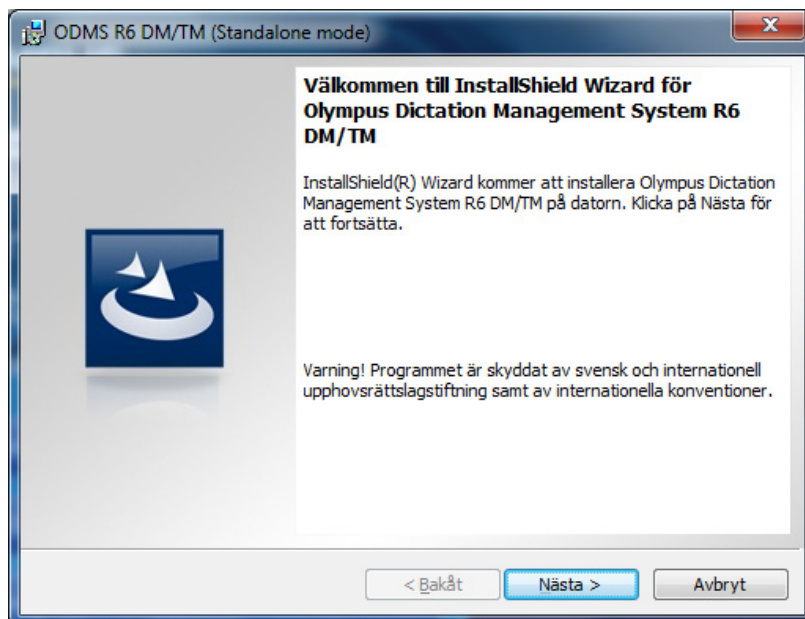 ODMS R6 DM/TM (Standalone mode)
Välkommen till InstallShield Wizard för
Olympus Dictation Management System R6
DM/TM
InstallShield(R) Wizard kommer att installera Olympus Dictation
Management System R6 DM/TM på datorn. Klicka på Nästa för
att fortsätta.
Varning! Programmet är skyddat av svensk och internationell
upphovsrättslagstiftning samt av internationella konventioner.
< Bakåt   Nästa >   Avbryt